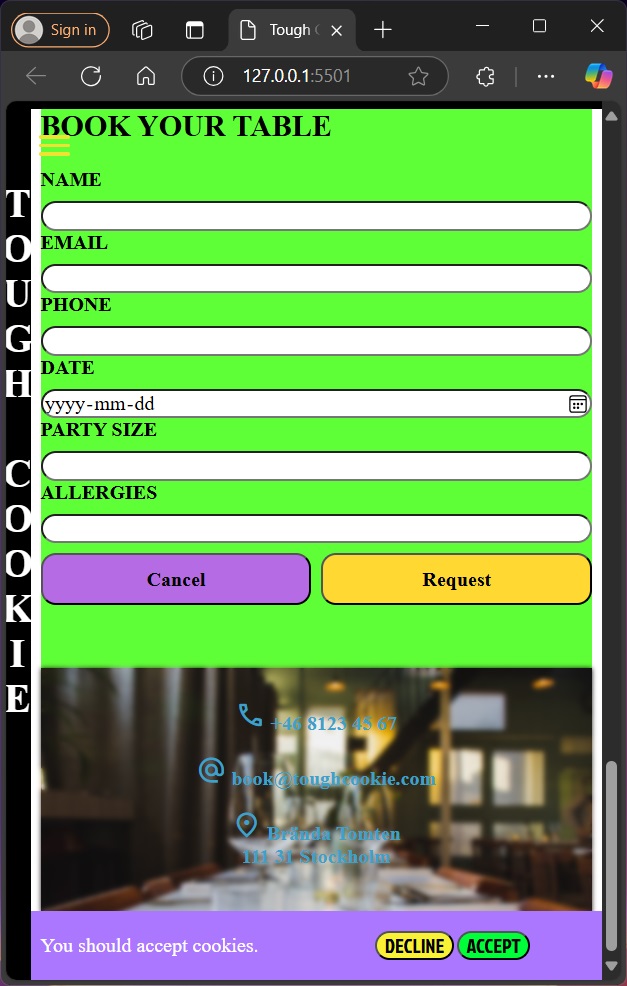 Sign in
Tough C
127.0.0.1:5501
BOOK YOUR TABLE
TOUGH COOKIE
NAME
EMAIL
PHONE
DATE
yyyy-mm-dd
PARTY SIZE
ALLERGIES
Cancel
Request
+46 8123 45 67
book@toughcookie.com
Brända Tomten
111 31 Stockholm
You should accept cookies.
DECLINE
ACCEPT